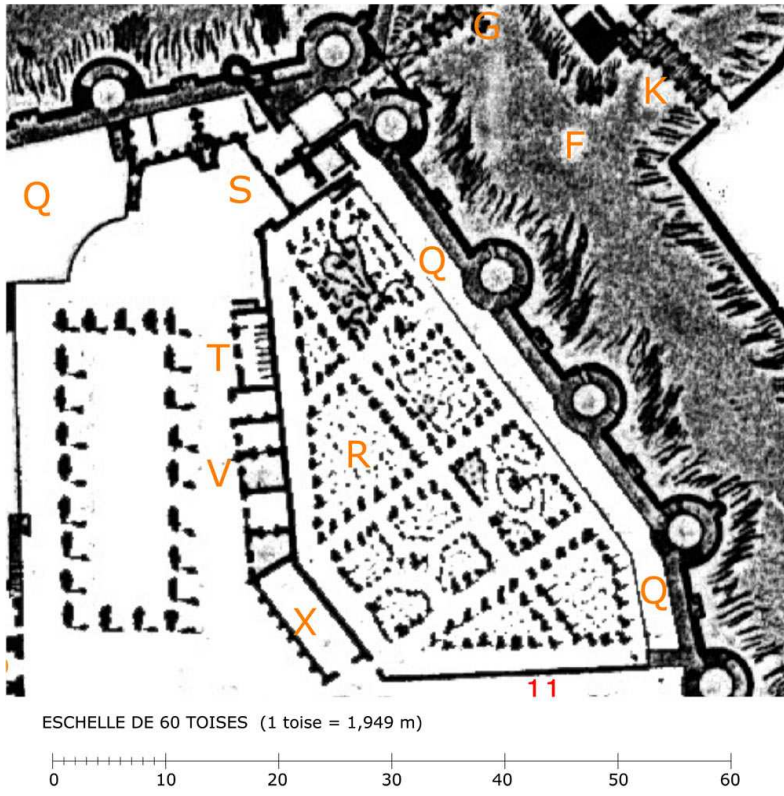 G
K
F
Q
S
Q
T
R
V
Q
X
11
ESCHELLE DE 60 TOISES (1 toise = 1,949 m)
0 10 20 30 40 50 60